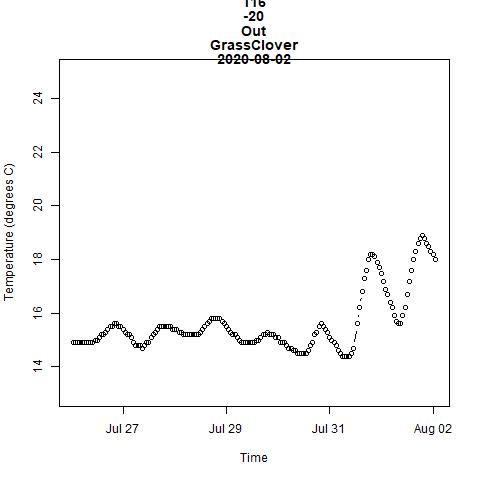 T16
-20
Out
GrassClover
2020-08-02
Temperature (degrees C)
24
22
20
18
16
14
Jul 27
Jul 29
Jul 31
Aug 02
Time